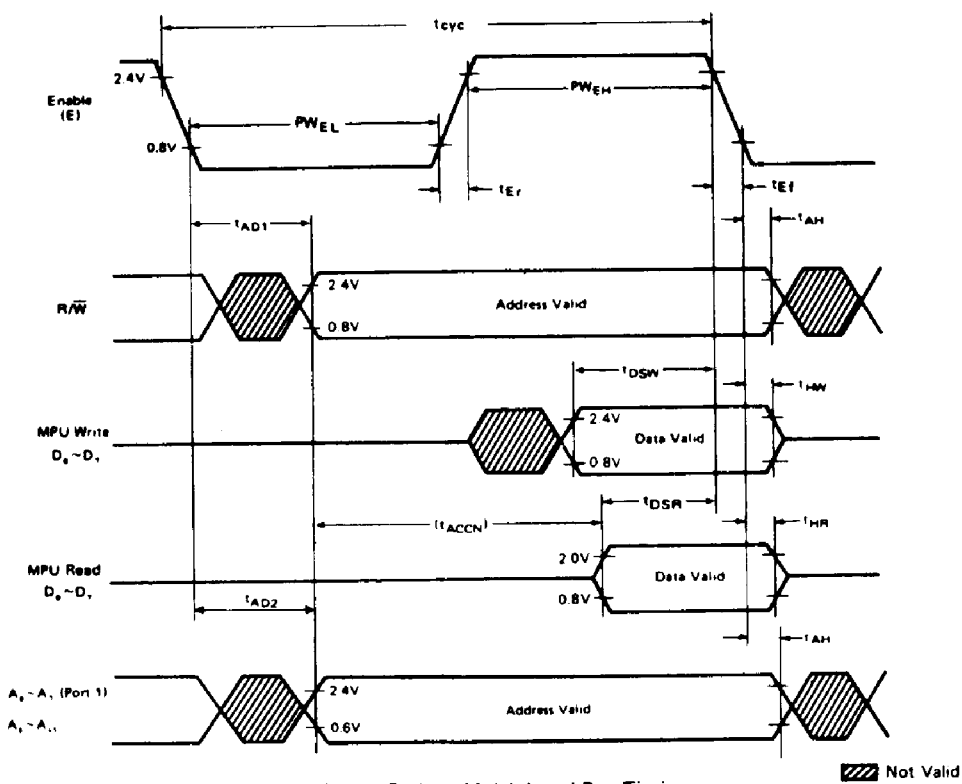 tcyc
2.4V
PWEH
Enable
(E)
PWEL
0.8V
tEr
tEf
tAD1
tAH
2.4V
R/W̅
Address Valid
0.8V
tDSW
tHW
2.4V
MPU Write
Data Valid
D₀~D₇
0.8V
tDSR
(tACCN)
tHR
2.0V
MPU Read
Data Valid
D₀~D₇
0.8V
tAD2
tAH
A₀~A₇ (Port 1)
2.4V
Address Valid
A₈~A₁₅
0.6V
Not Valid